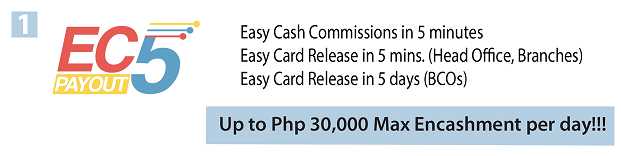 1
EC5
PAYOUT
Easy Cash Commissions in 5 minutes
Easy Card Release in 5 mins. (Head Office, Branches)
Easy Card Release in 5 days (BCOs)
Up to Php 30,000 Max Encashment per day!!!